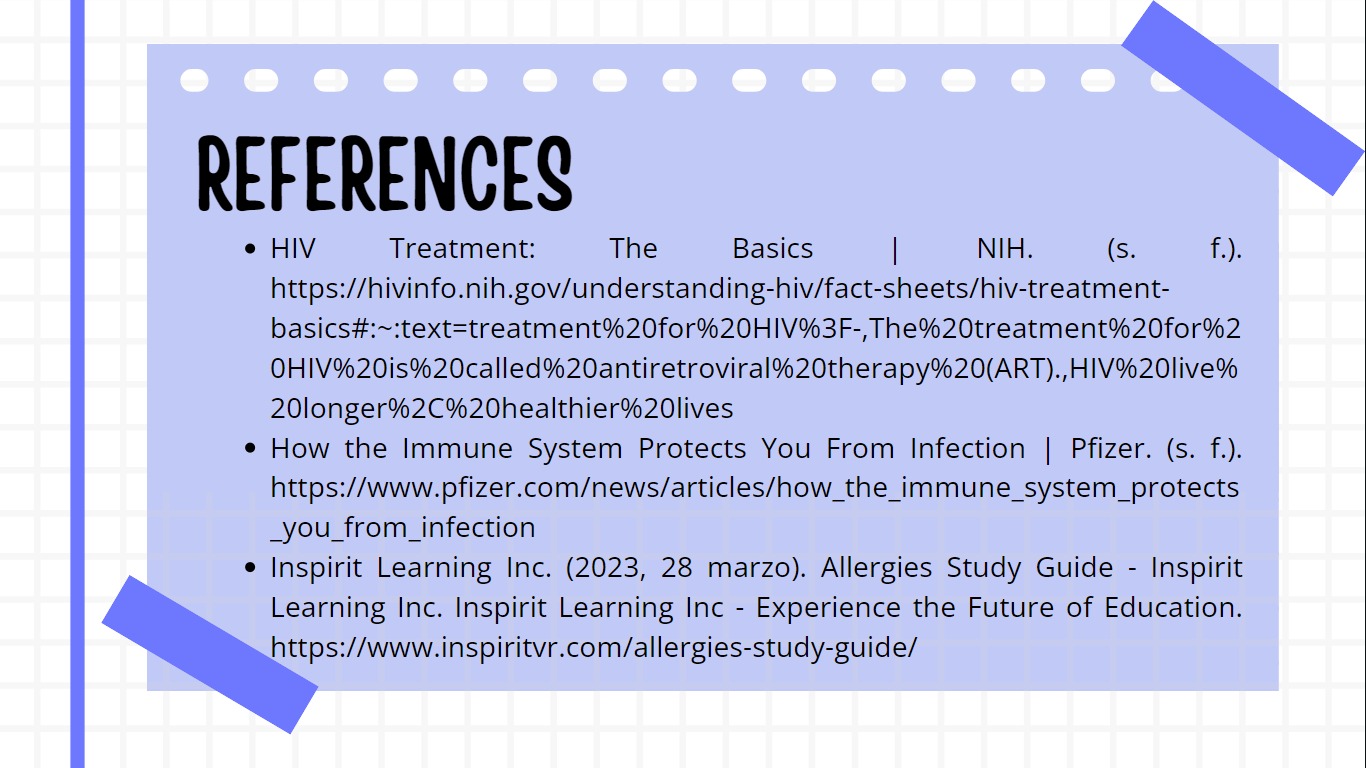 REFERENCES
• HIV Treatment: The Basics | NIH. (s. f.).
https://hivinfo.nih.gov/understanding-hiv/fact-sheets/hiv-treatment-
basics#:~:text=treatment%20for%20HIV%3F-,The%20treatment%20for%2
0HIV%20is%20called%20antiretroviral%20therapy%20(ART).,HIV%20live%
20longer%2C%20healthier%20lives
• How the Immune System Protects You From Infection | Pfizer. (s. f.).
https://www.pfizer.com/news/articles/how_the_immune_system_protects
_you_from_infection
• Inspirit Learning Inc. (2023, 28 marzo). Allergies Study Guide - Inspirit
Learning Inc. Inspirit Learning Inc - Experience the Future of Education.
https://www.inspiritvr.com/allergies-study-guide/